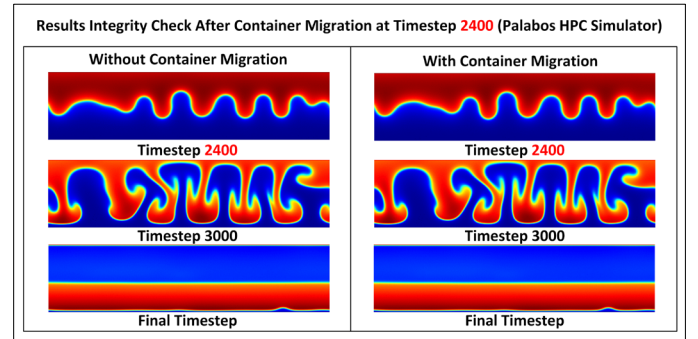 Results Integrity Check After Container Migration at Timestep 2400 (Palabos HPC Simulator)
Without Container Migration
Timestep 2400
Timestep 3000
Final Timestep
With Container Migration
Timestep 2400
Timestep 3000
Final Timestep